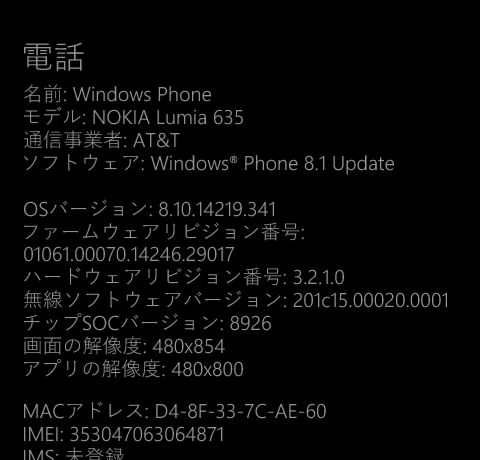 電話
名前: Windows Phone
モデル: NOKIA Lumia 635
通信事業者: AT&T
ソフトウェア: Windows® Phone 8.1 Update
OSバージョン: 8.10.14219.341
ファームウェアリビジョン番号:
01061.00070.14246.29017
ハードウェアリビジョン番号: 3.2.1.0
無線ソフトウェアバージョン: 201c15.00020.0001
チップSOCバージョン: 8926
画面の解像度: 480x854
アプリの解像度: 480x800
MACアドレス: D4-8F-33-7C-AE-60
IMEI: 353047063064871
IMS: 未登録